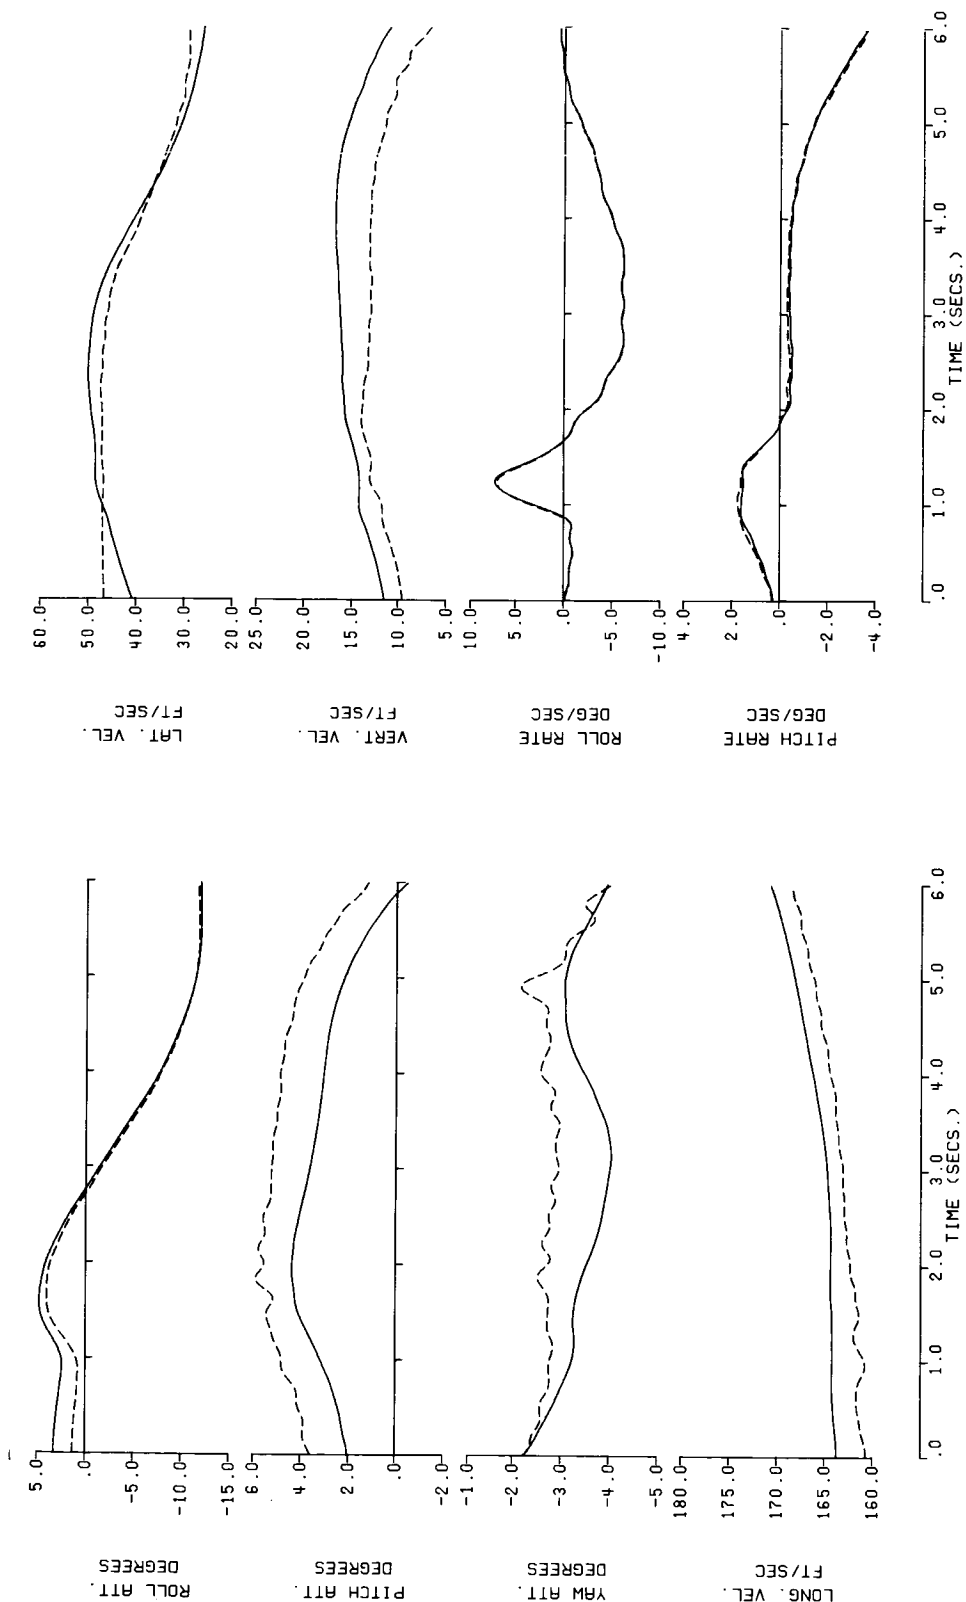 5.0
.0
-5.0
-10.0
-15.0
ROLL ATT.
DEGREES
6.0
4.0
2.0
.0
-2.0
PITCH ATT.
DEGREES
-1.0
-2.0
-3.0
-4.0
-5.0
YAW ATT.
DEGREES
180.0
175.0
170.0
165.0
160.0
LONG. VEL.
FT/SEC
.0 1.0 2.0 3.0 4.0 5.0 6.0
TIME (SECS.)
60.0
50.0
40.0
30.0
20.0
LAT. VEL.
FT/SEC
25.0
20.0
15.0
10.0
5.0
VERT. VEL.
FT/SEC
10.0
5.0
.0
-5.0
-10.0
ROLL RATE
DEG/SEC
4.0
2.0
.0
-2.0
-4.0
PITCH RATE
DEG/SEC
.0 1.0 2.0 3.0 4.0 5.0 6.0
TIME (SECS.)